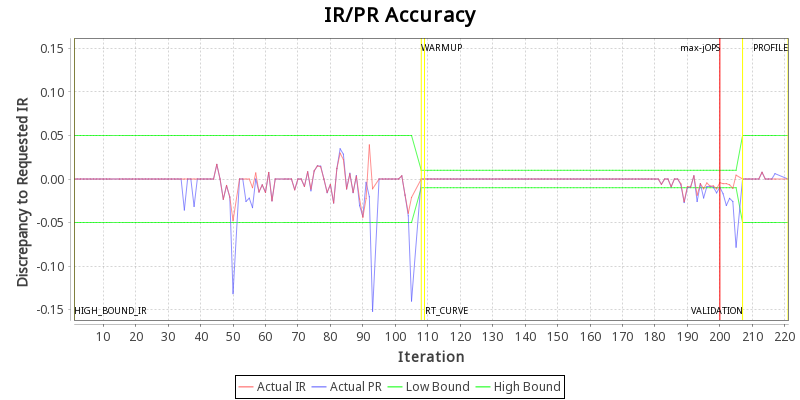 IR/PR Accuracy
Discrepancy to Requested IR
0.15
0.10
0.05
0.00
-0.05
-0.10
-0.15
WARMUP
max-jOPS
PROFILE
HIGH_BOUND_IR
RT_CURVE
VALIDATION
10 20 30 40 50 60 70 80 90 100 110 120 130 140 150 160 170 180 190 200 210 220
Iteration
Actual IR Actual PR Low Bound High Bound